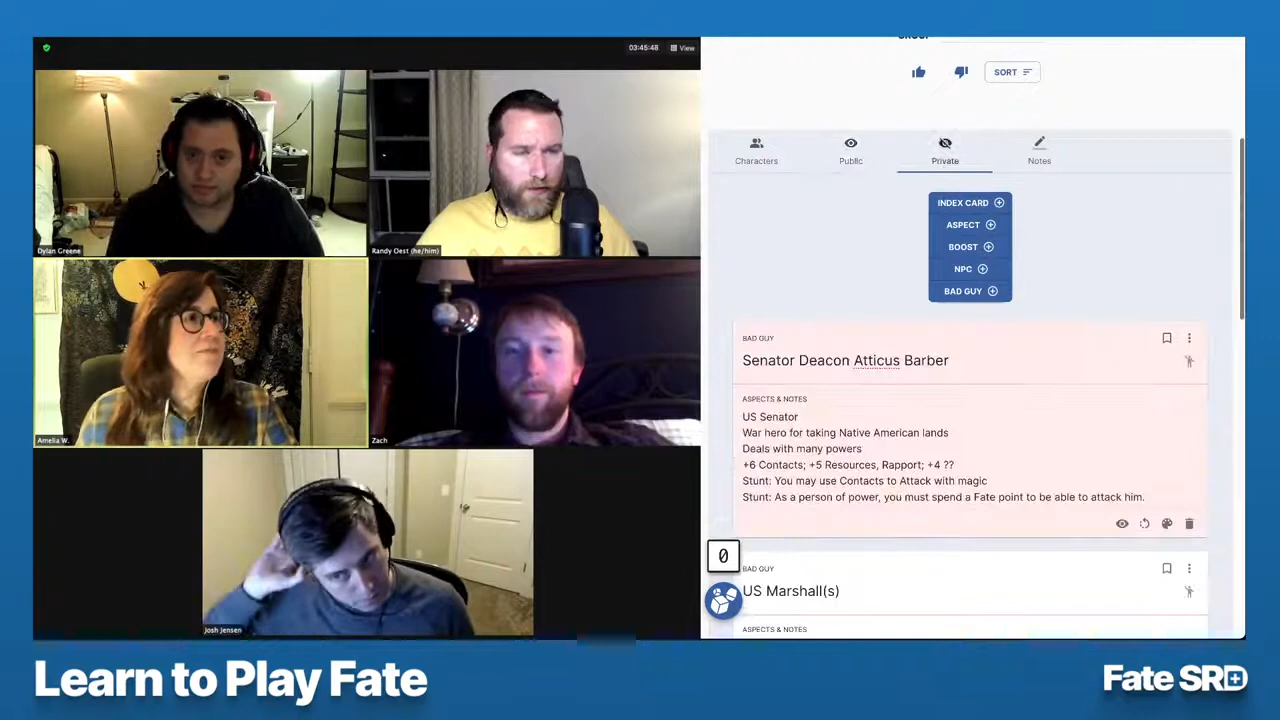 03:45:48 View
Dylan Greene
Randy Oest (he/him)
Amelia W.
Zach
Josh Jensen
SORT
Characters
Public
Private
Notes
INDEX CARD
ASPECT
BOOST
NPC
BAD GUY
BAD GUY
Senator Deacon Atticus Barber
ASPECTS & NOTES
US Senator
War hero for taking Native American lands
Deals with many powers
+6 Contacts; +5 Resources, Rapport; +4 ??
Stunt: You may use Contacts to Attack with magic
Stunt: As a person of power, you must spend a Fate point to be able to attack him.
0
BAD GUY
US Marshall(s)
ASPECTS & NOTES
Learn to Play Fate
Fate SRD